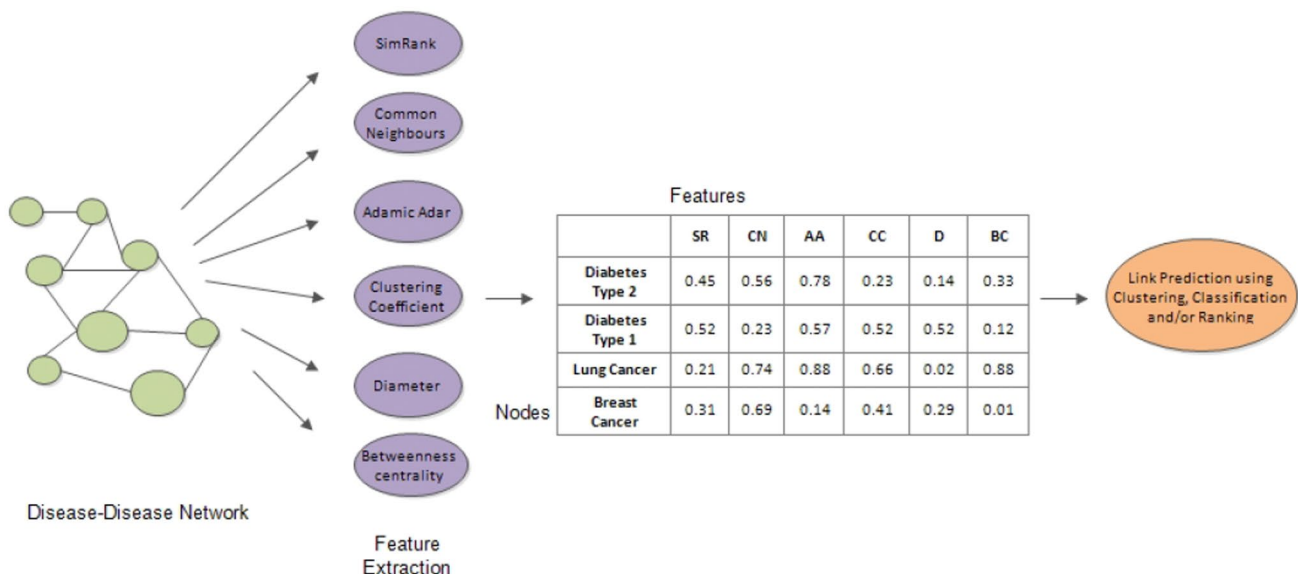 SimRank
Common
Neighbours
Adamic Adar
Clustering
Coefficient
Diameter
Betweenness
centrality
Disease-Disease Network
Feature
Extraction
Features
SR CN AA CC D BC
Diabetes
Type 2
0.45 0.56 0.78 0.23 0.14 0.33
Diabetes
Type 1
0.52 0.23 0.57 0.52 0.52 0.12
Lung Cancer 0.21 0.74 0.88 0.66 0.02 0.88
Nodes
Breast
Cancer
0.31 0.69 0.14 0.41 0.29 0.01
Link Prediction using
Clustering, Classification
and/or Ranking